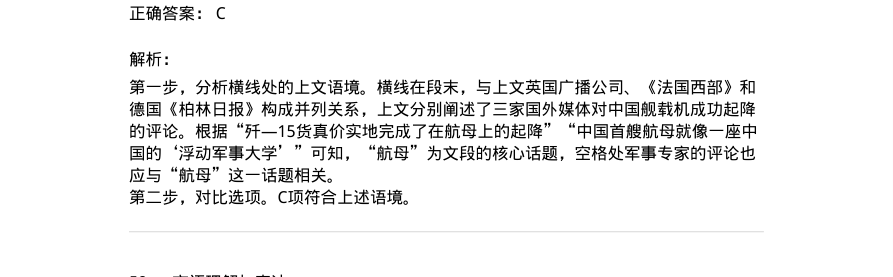 正确答案： C
解析：
第一步，分析横线处的上文语境。横线在段末，与上文英国广播公司、《法国西部》和
德国《柏林日报》构成并列关系，上文分别阐述了三家国外媒体对中国舰载机成功起降
的评论。根据“歼—15货真价实地完成了在航母上的起降”“中国首艘航母就像一座中
国的‘浮动军事大学’”可知，“航母”为文段的核心话题，空格处军事专家的评论也
应与“航母”这一话题相关。
第二步，对比选项。C项符合上述语境。